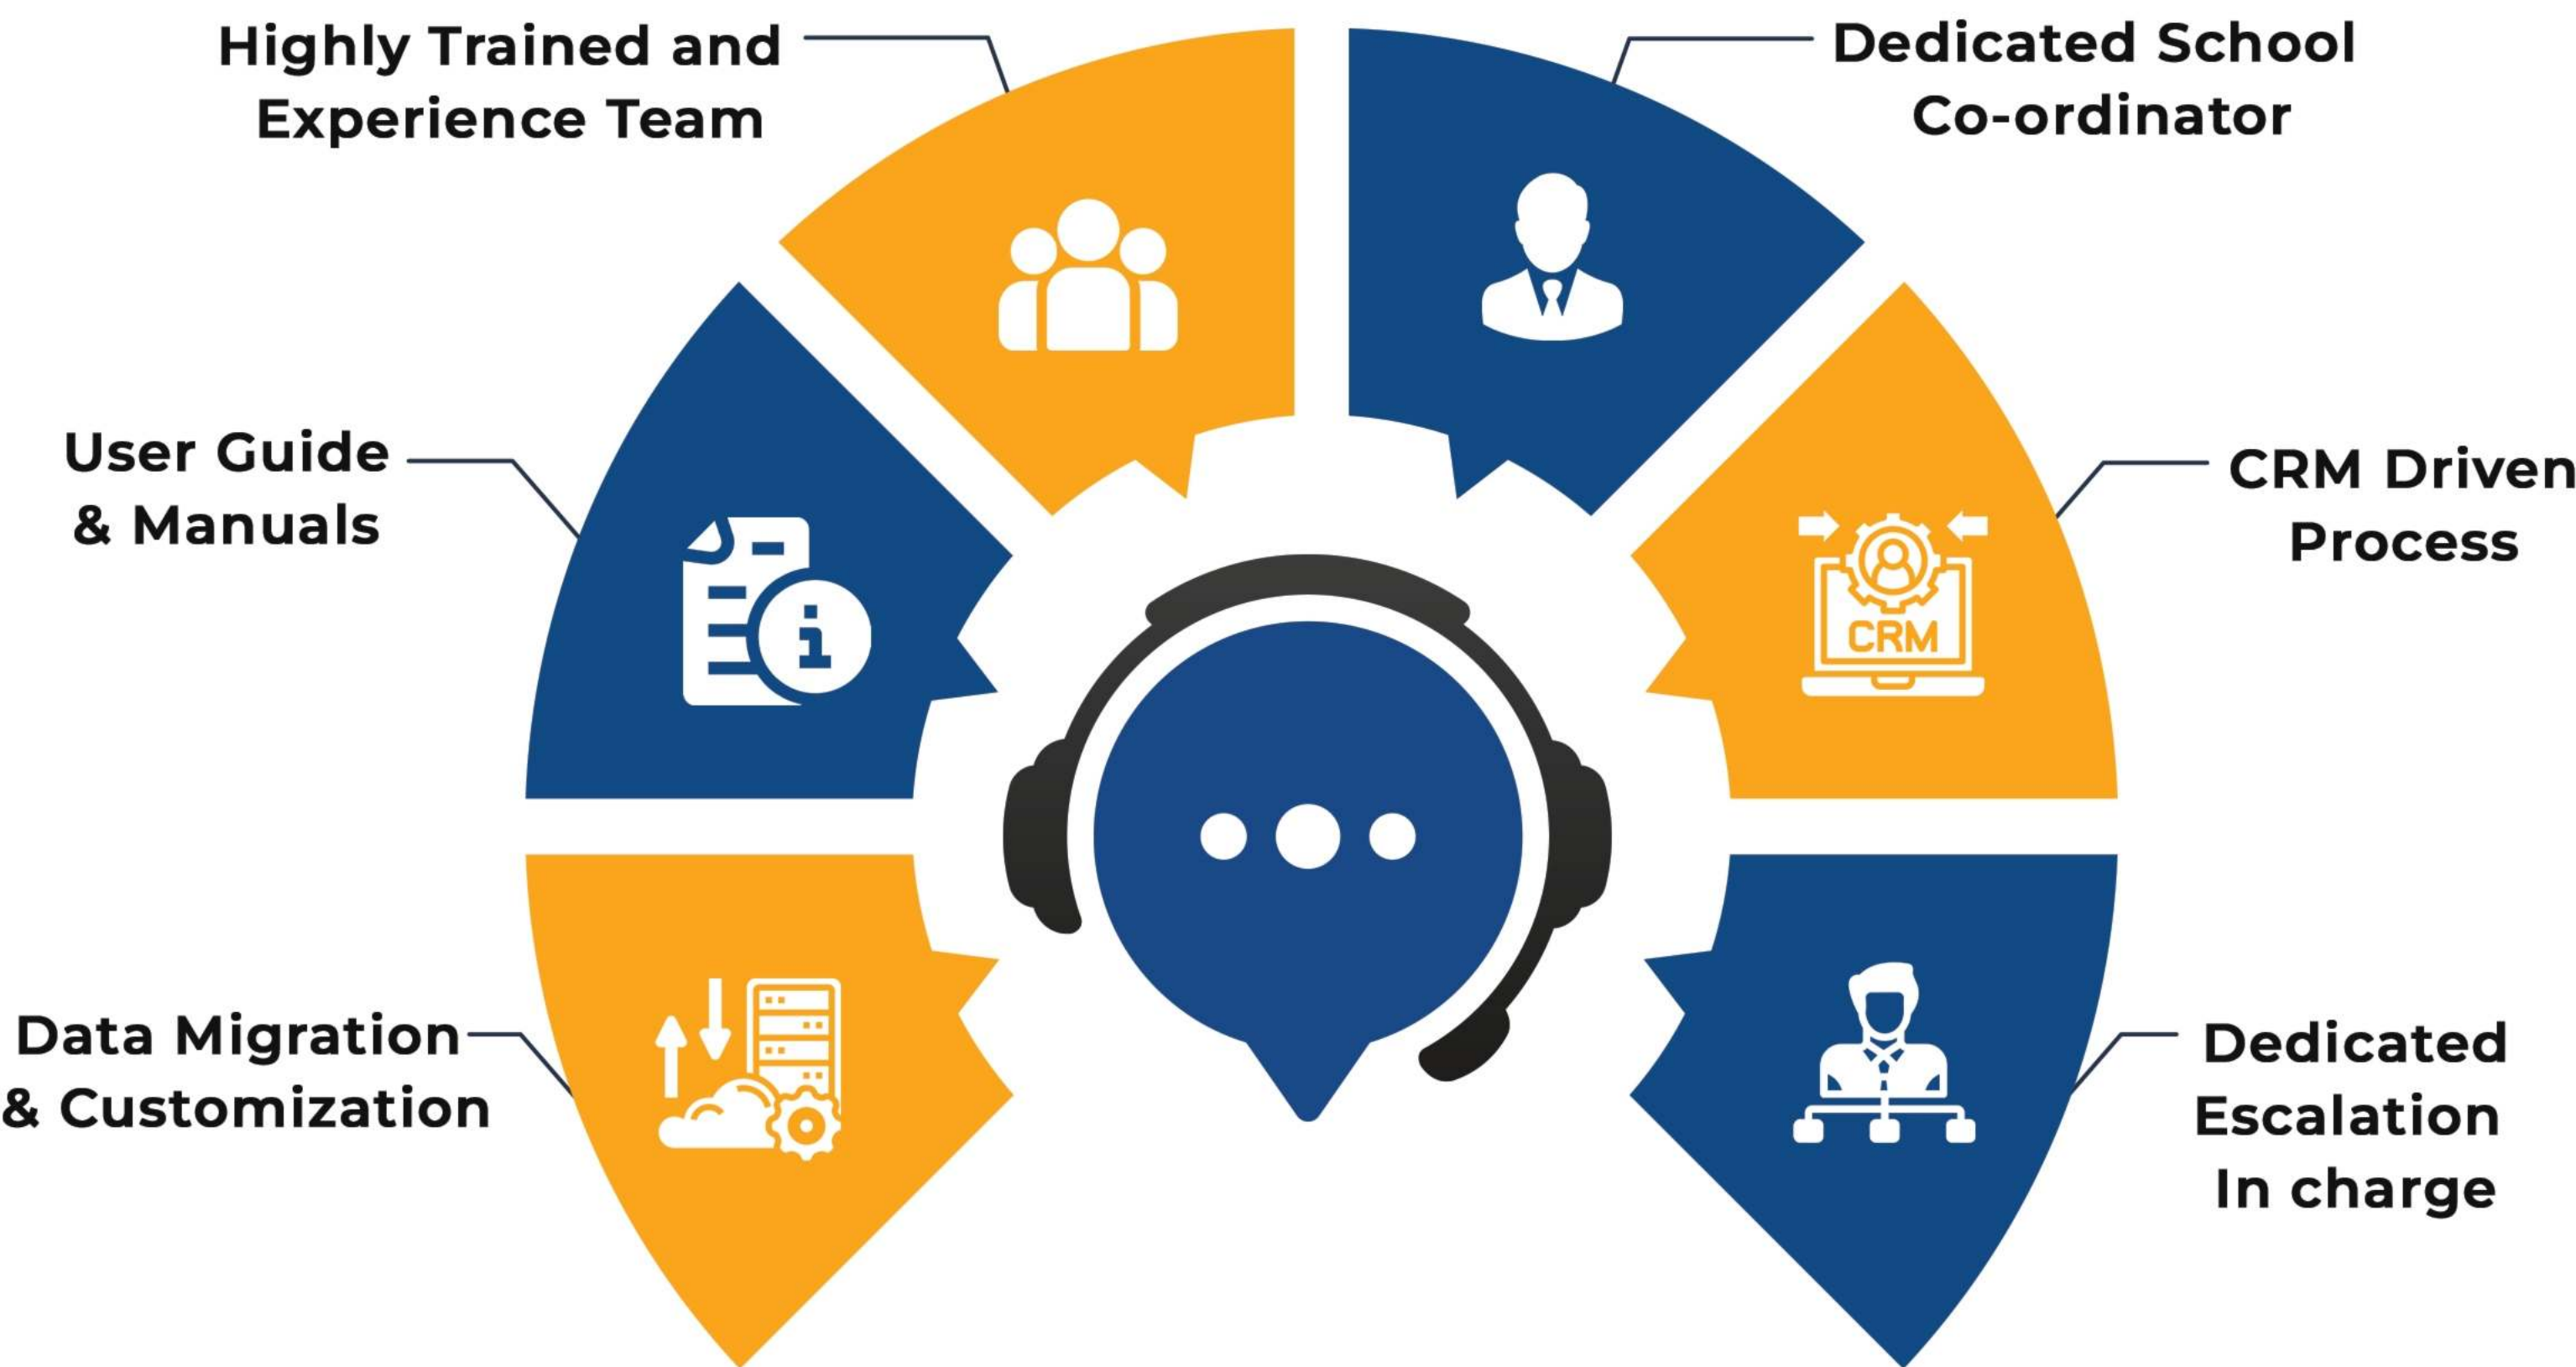 Highly Trained and
Experience Team
Dedicated School
Co-ordinator
User Guide
& Manuals
CRM Driven
Process
CRM
i
Data Migration
& Customization
Dedicated
Escalation
In charge